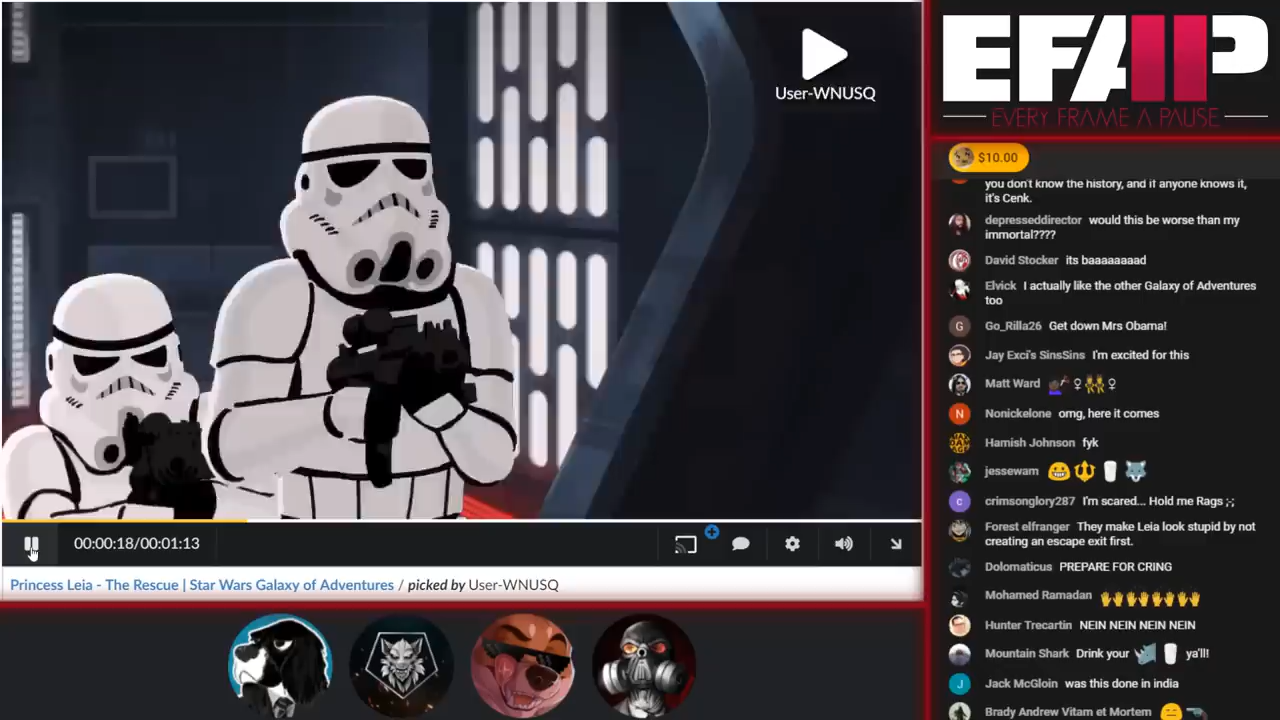 User-WNUSQ
EFAP
EVERY FRAME A PAUSE
$10.00
you don't know the history, and if anyone knows it,
it's Cenk.
depresseddirector would this be worse than my
immortal????
David Stocker its baaaaaaaad
Elvick I actually like the other Galaxy of Adventures
too
G Go_Rilla26 Get down Mrs Obama!
Jay Exci's SinsSins I'm excited for this
Matt Ward
N Nonickelone omg, here it comes
Hamish Johnson fyk
jessewam
c crimsonglory287 I'm scared... Hold me Rags ;-;
Forest elfranger They make Leia look stupid by not
creating an escape exit first.
Dolomaticus PREPARE FOR CRING
Mohamed Ramadan
Hunter Trecartin NEIN NEIN NEIN NEIN
Mountain Shark Drink your ya'll!
J Jack McGloin was this done in india
Brady Andrew Vitam et Mortem
00:00:18/00:01:13
Princess Leia - The Rescue | Star Wars Galaxy of Adventures / picked by User-WNUSQ